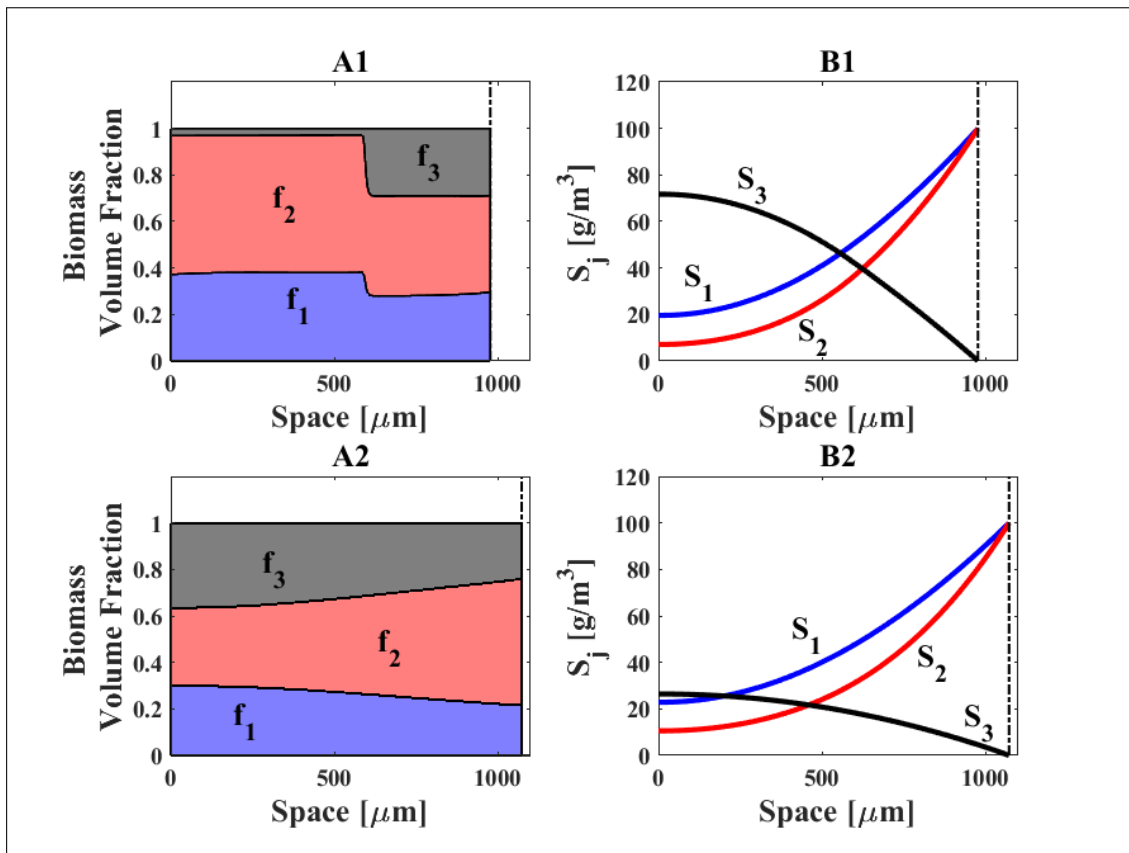 A1
Biomass
Volume Fraction
1
0.8
0.6
0.4
0.2
0
f3
f2
f1
0 500 1000
Space [μm]
B1
S_j [g/m^3]
120
100
80
60
40
20
0
S3
S1
S2
0 500 1000
Space [μm]
A2
Biomass
Volume Fraction
1
0.8
0.6
0.4
0.2
0
f3
f2
f1
0 500 1000
Space [μm]
B2
S_j [g/m^3]
120
100
80
60
40
20
0
S1
S2
S3
0 500 1000
Space [μm]